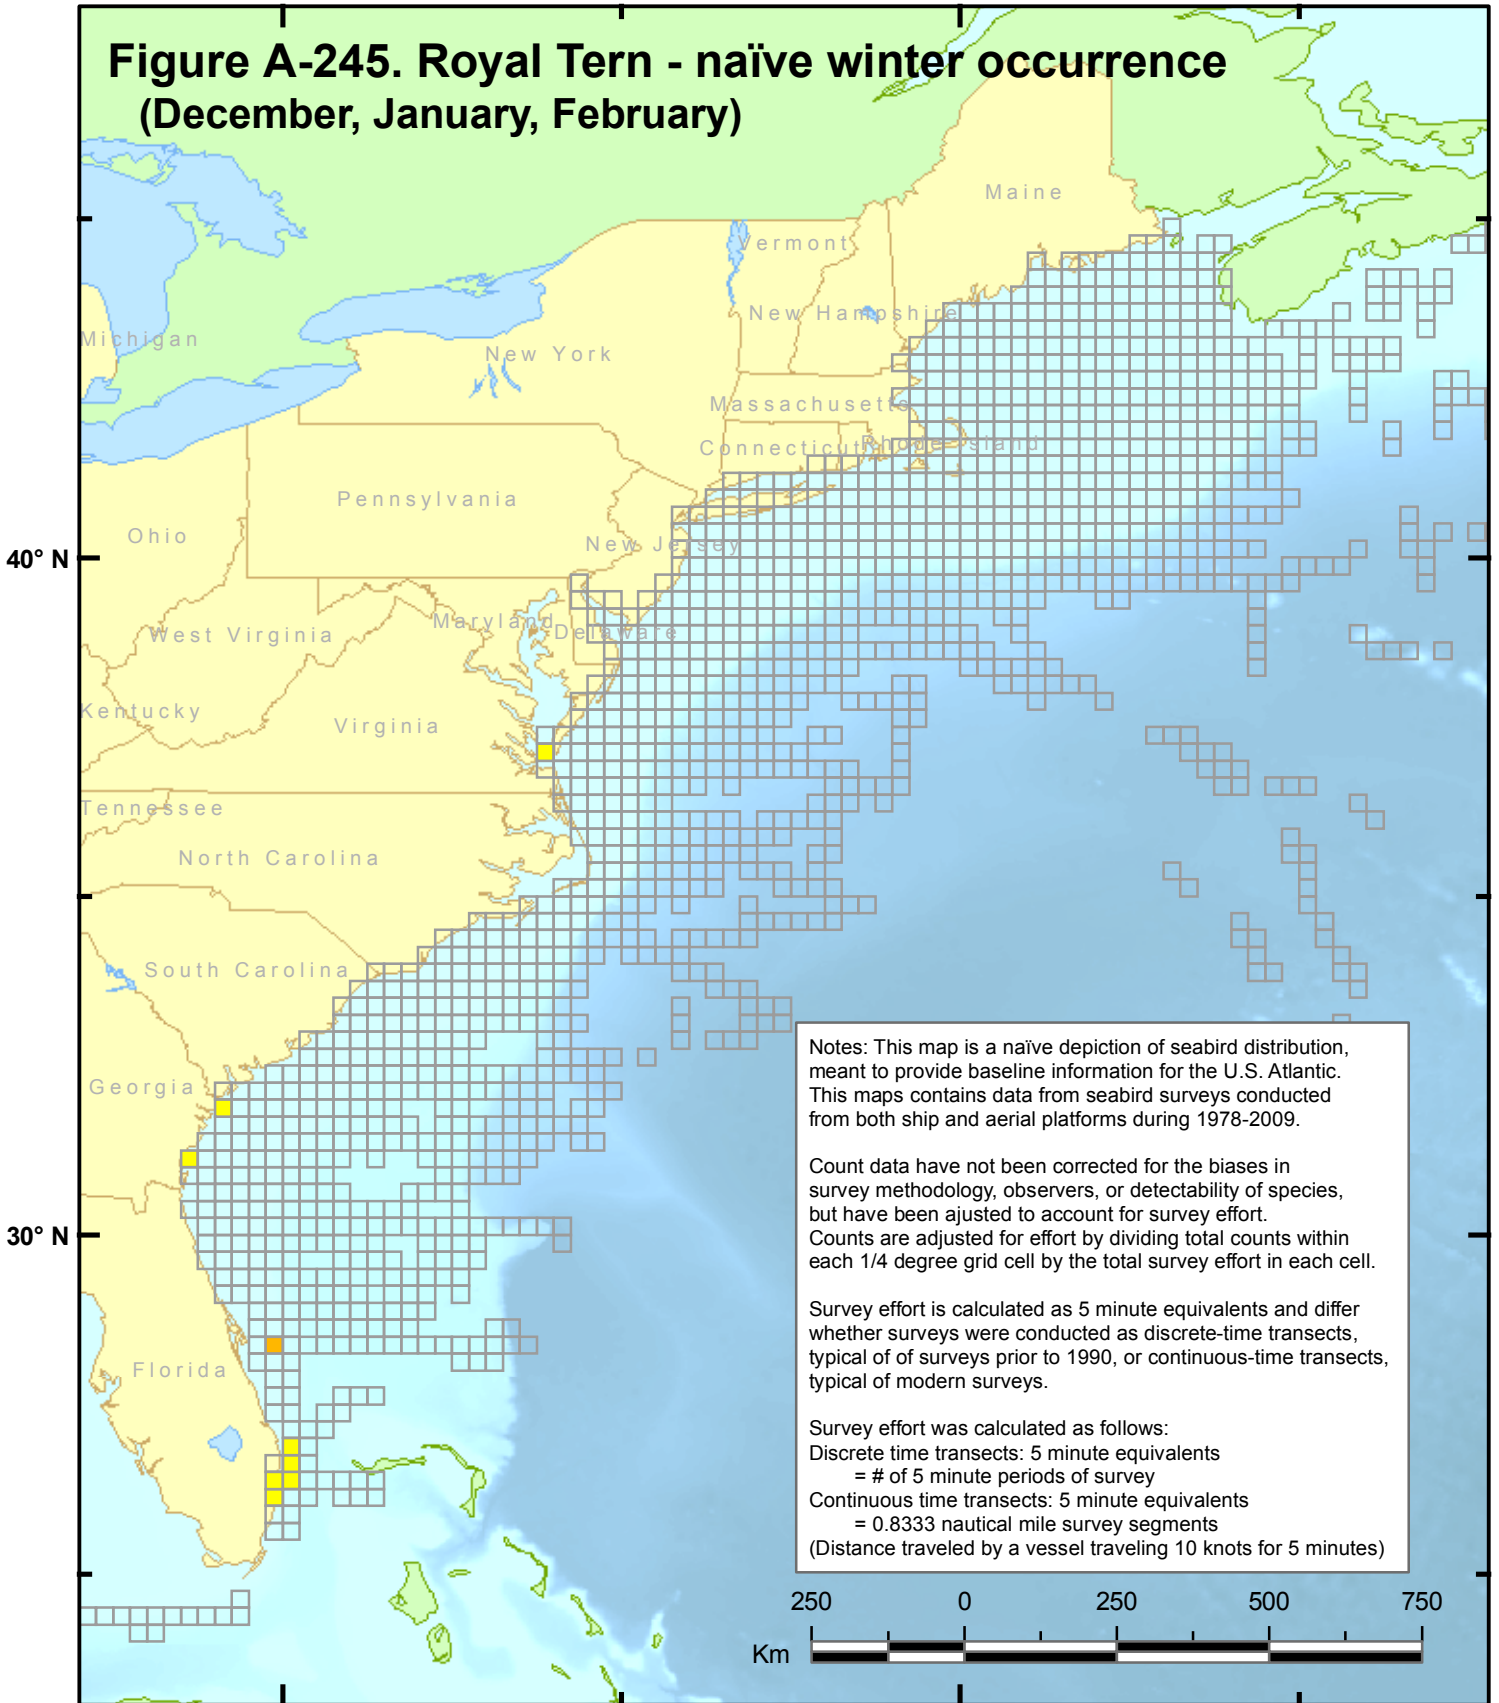 Figure A-245. Royal Tern - naïve winter occurrence
(December, January, February)
Maine
Vermont
New Hampshire
Michigan
New York
Massachusetts
Connecticut
Rhode Island
Pennsylvania
Ohio
New Jersey
40° N
Maryland
Delaware
West Virginia
Kentucky
Virginia
Tennessee
North Carolina
South Carolina
Georgia
30° N
Florida
Notes: This map is a naïve depiction of seabird distribution,
meant to provide baseline information for the U.S. Atlantic.
This maps contains data from seabird surveys conducted
from both ship and aerial platforms during 1978-2009.
Count data have not been corrected for the biases in
survey methodology, observers, or detectability of species,
but have been ajusted to account for survey effort.
Counts are adjusted for effort by dividing total counts within
each 1/4 degree grid cell by the total survey effort in each cell.
Survey effort is calculated as 5 minute equivalents and differ
whether surveys were conducted as discrete-time transects,
typical of of surveys prior to 1990, or continuous-time transects,
typical of modern surveys.
Survey effort was calculated as follows:
Discrete time transects: 5 minute equivalents
= # of 5 minute periods of survey
Continuous time transects: 5 minute equivalents
= 0.8333 nautical mile survey segments
(Distance traveled by a vessel traveling 10 knots for 5 minutes)
250 0 250 500 750
Km